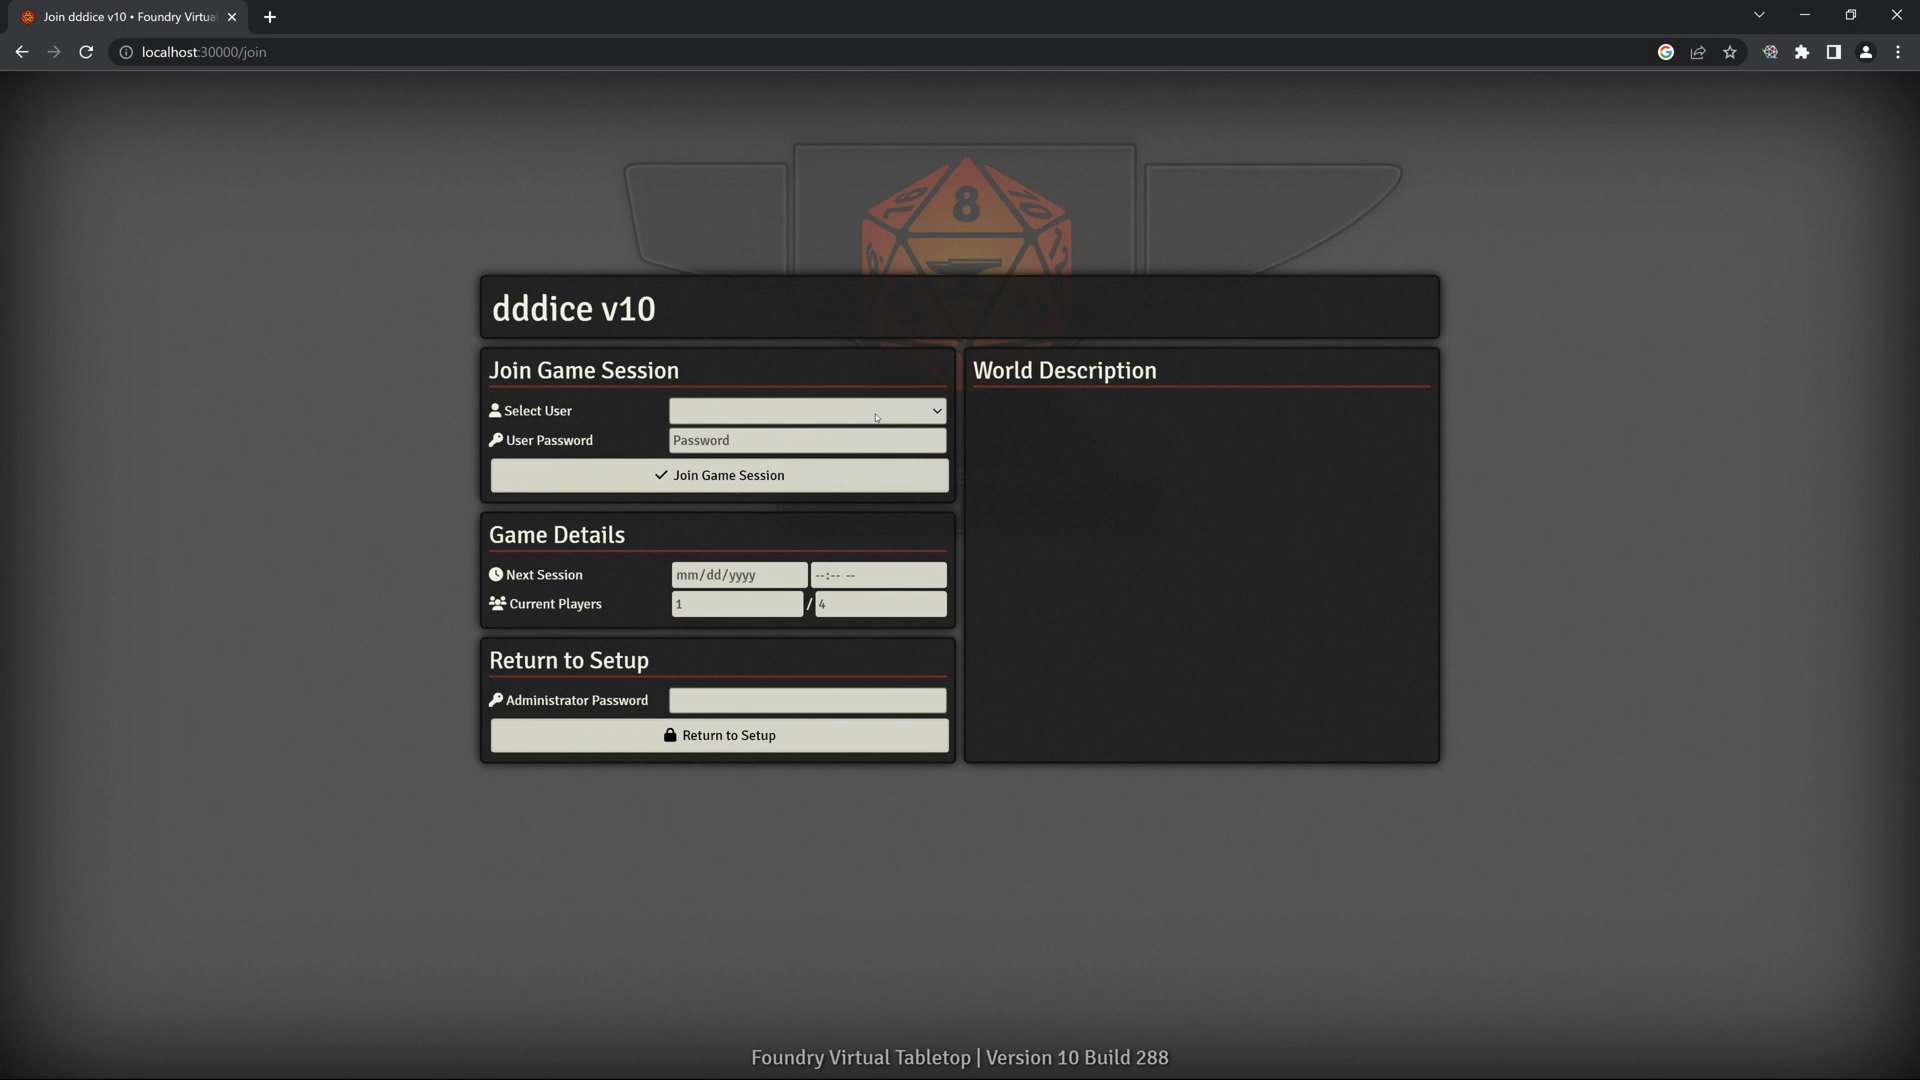 Join dddice v10 • Foundry Virtua
localhost:30000/join
8
dddice v10
Join Game Session
Select User
User Password
Password
Join Game Session
Game Details
Next Session
mm/dd/yyyy
--:-- --
Current Players
1
/
4
Return to Setup
Administrator Password
Return to Setup
World Description
Foundry Virtual Tabletop | Version 10 Build 288